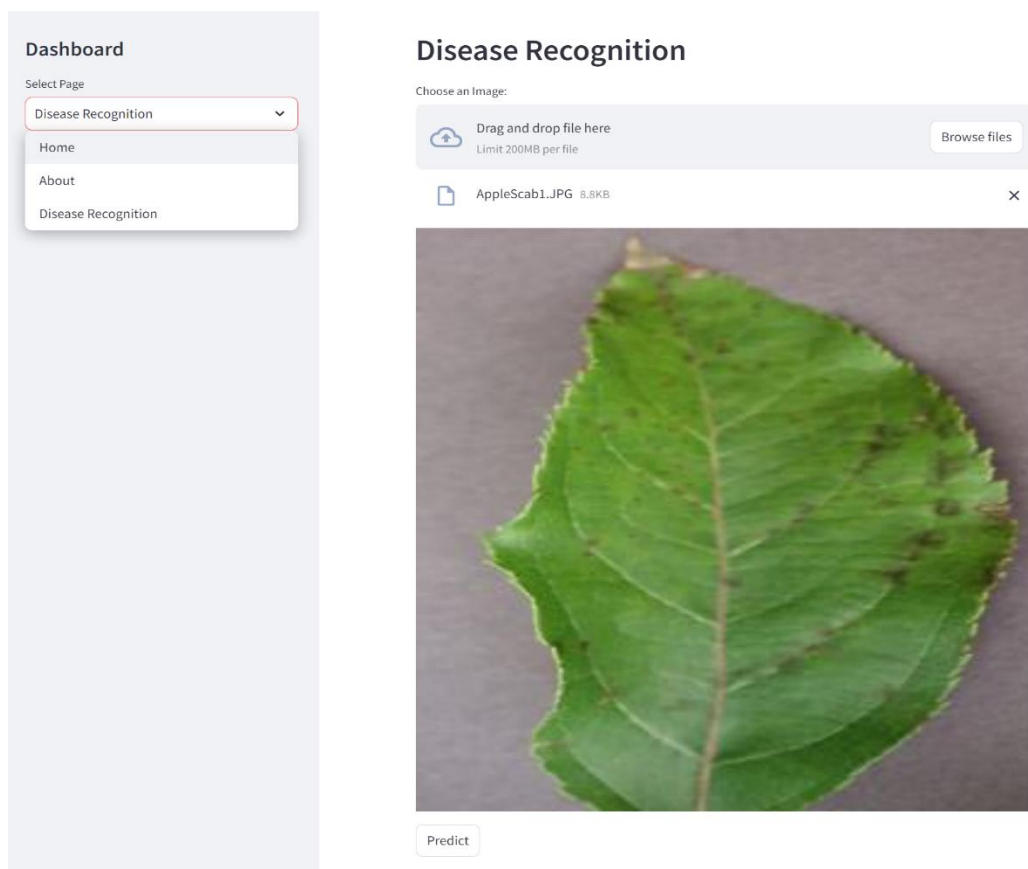 Dashboard
Select Page
Disease Recognition
Home
About
Disease Recognition
Disease Recognition
Choose an Image:
Drag and drop file here
Limit 200MB per file
Browse files
AppleScab1.JPG 8.8KB
Predict